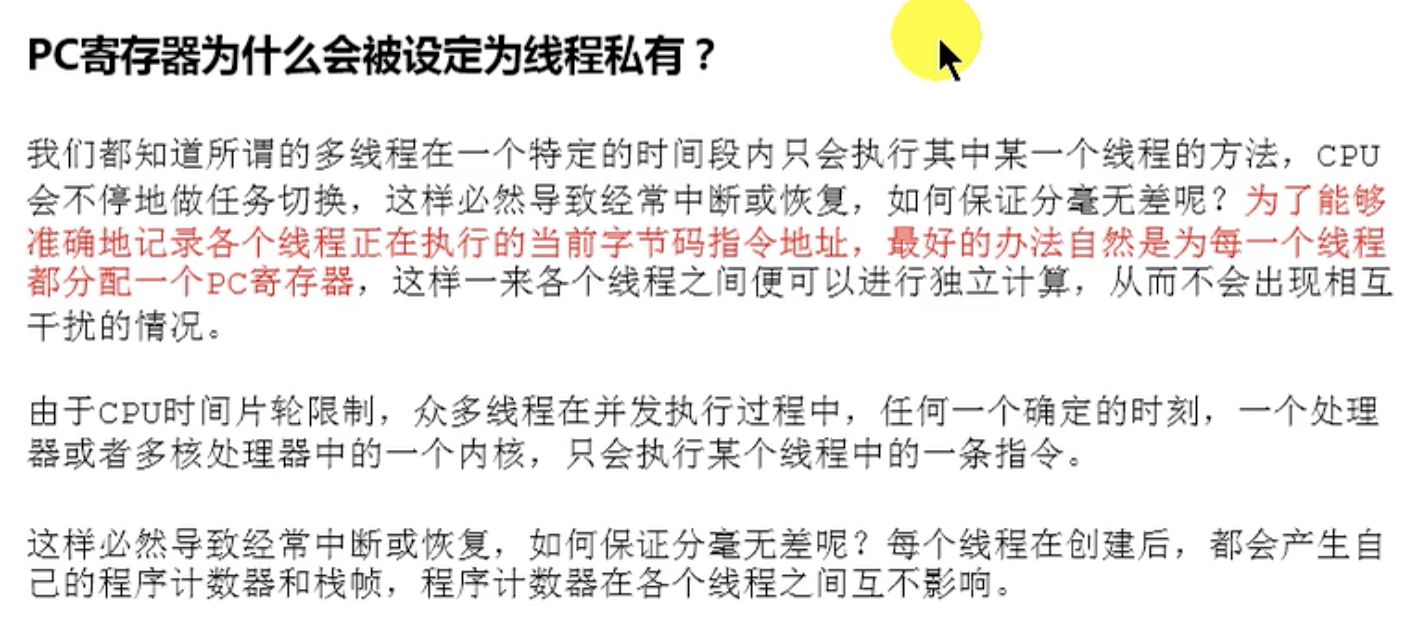 PC寄存器为什么会被设定为线程私有？
我们都知道所谓的多线程在一个特定的时间段内只会执行其中某一个线程的方法，CPU
会不停地做任务切换，这样必然导致经常中断或恢复，如何保证分毫无差呢？为了能够
准确地记录各个线程正在执行的当前字节码指令地址，最好的办法自然是为每一个线程
都分配一个PC寄存器，这样一来各个线程之间便可以进行独立计算，从而不会出现相互
干扰的情况。
由于CPU时间片轮限制，众多线程在并发执行过程中，任何一个确定的时刻，一个处理
器或者多核处理器中的一个内核，只会执行某个线程中的一条指令。
这样必然导致经常中断或恢复，如何保证分毫无差呢？每个线程在创建后，都会产生自
己的程序计数器和栈帧，程序计数器在各个线程之间互不影响。